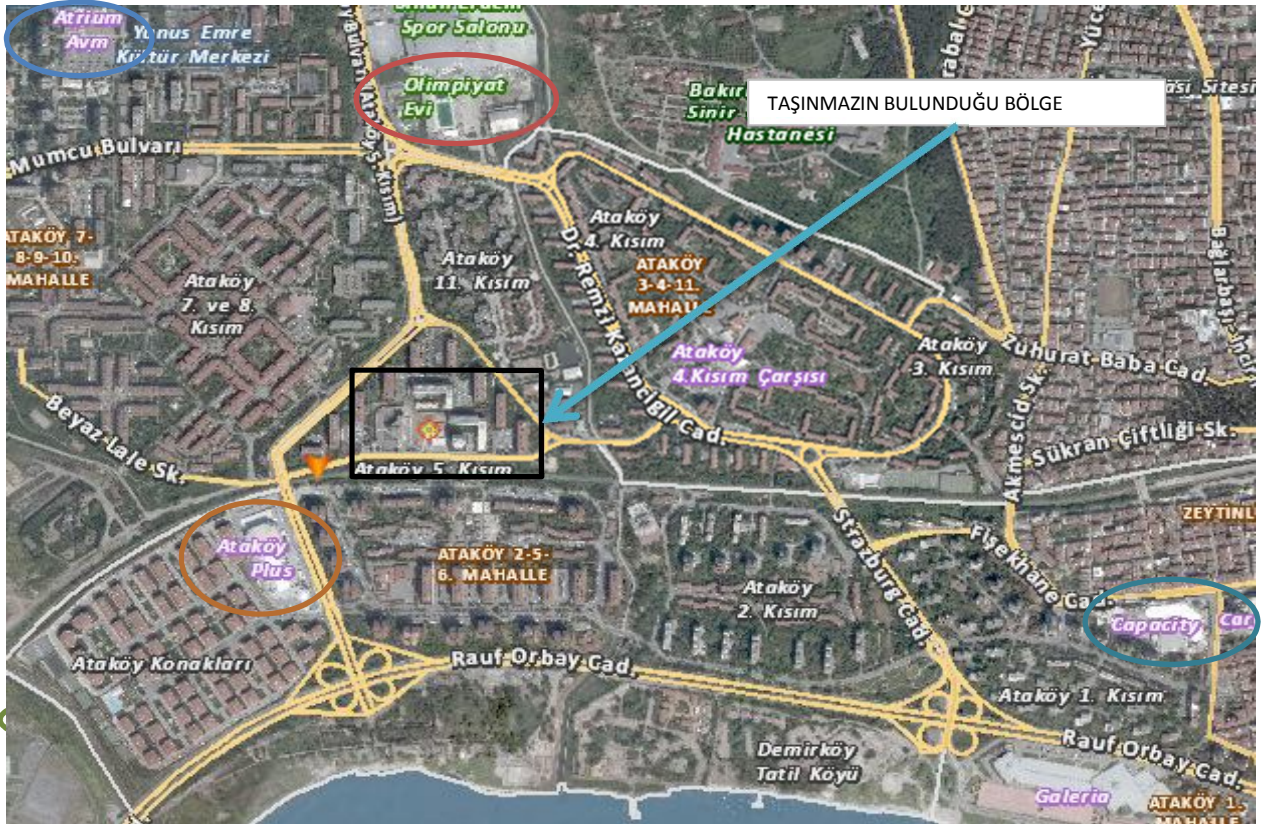 Atrium
Avm
Yunus Emre
Kültür Merkezi
Spor Salonu
Olimpiyat
Evi
Sinir
Hastanesi
TAŞINMAZIN BULUNDUĞU BÖLGE
Mumcu Bulvarı
ATAKÖY 7-
8-9-10.
MAHALLE
Ataköy
7. ve 8.
Kısım
Ataköy
11. Kısım
Ataköy
4. Kısım
ATAKÖY
3-4-11.
Dr. Remzi Kazancıgil Cad.
Ataköy
4.Kısım Çarşısı
Ataköy
3. Kısım
Zuhurat Baba Cad.
Akmescid Sk.
Şükran Çiftliği Sk.
Beyaz Lale Sk.
Ataköy 5. Kısım
Ataköy
Plus
ATAKÖY 2-5-
6. MAHALLE
Ataköy
2. Kısım
Strazburg Cad.
Fişekhane Cad.
Capacity
Ataköy Konakları
Rauf Orbay Cad.
Ataköy 1. Kısım
Rauf Orbay Cad.
Demirköy
Tatil Köyü
Galeria
ATAKÖY 1.
MAHALLE